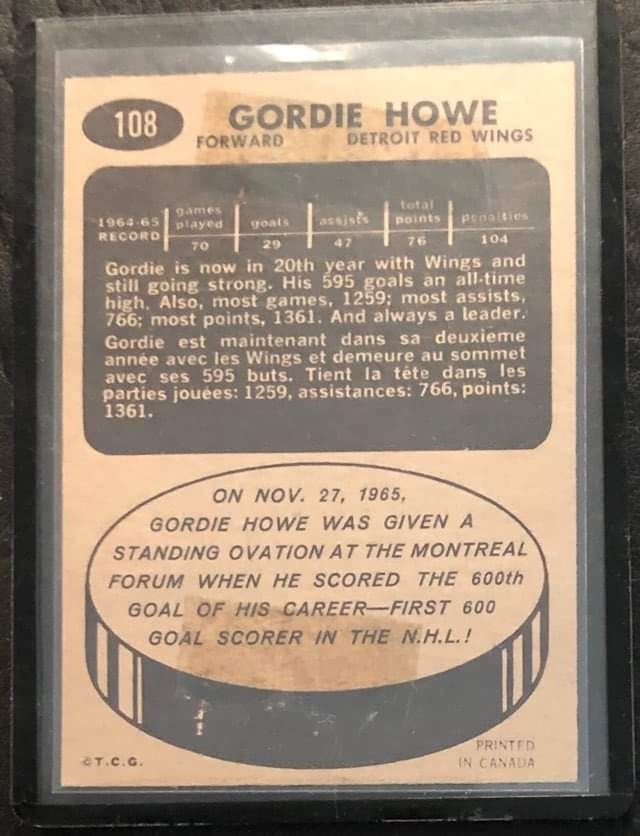 108
GORDIE HOWE
FORWARD DETROIT RED WINGS
games total
1964-65 played goals assists points penalties
RECORD 70 29 47 76 104
Gordie is now in 20th year with Wings and
still going strong. His 595 goals an all-time
high. Also, most games, 1259; most assists,
766; most points, 1361. And always a leader.
Gordie est maintenant dans sa deuxieme
année avec les Wings et demeure au sommet
avec ses 595 buts. Tient la tête dans les
parties jouées: 1259, assistances: 766, points:
1361.
ON NOV. 27, 1965,
GORDIE HOWE WAS GIVEN A
STANDING OVATION AT THE MONTREAL
FORUM WHEN HE SCORED THE 600th
GOAL OF HIS CAREER—FIRST 600
GOAL SCORER IN THE N.H.L.!
©T.C.G.
PRINTED
IN CANADA